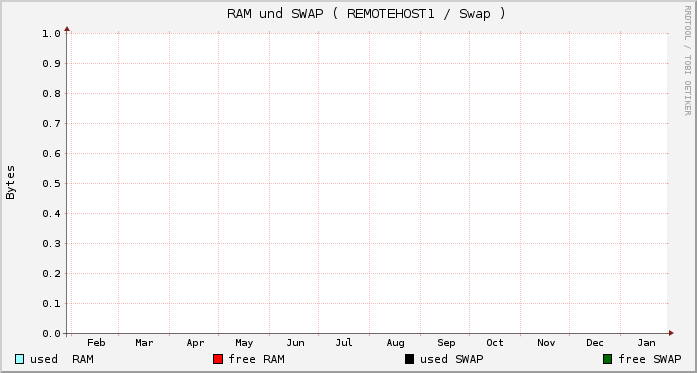 RAM und SWAP ( REMOTEHOST1 / Swap )
RRDTOOL / TOBI OETIKER
Bytes
1.0
0.9
0.8
0.7
0.6
0.5
0.4
0.3
0.2
0.1
0.0
Feb Mar Apr May Jun Jul Aug Sep Oct Nov Dec Jan
used  RAM free RAM used SWAP free SWAP